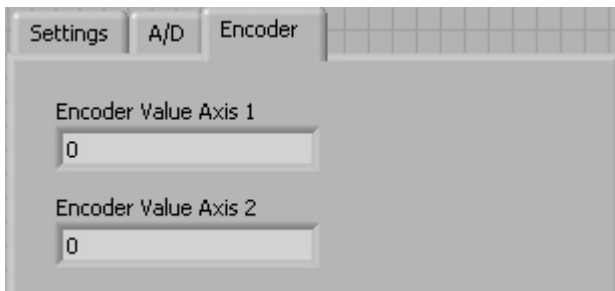 Settings A/D Encoder
Encoder Value Axis 1
0
Encoder Value Axis 2
0